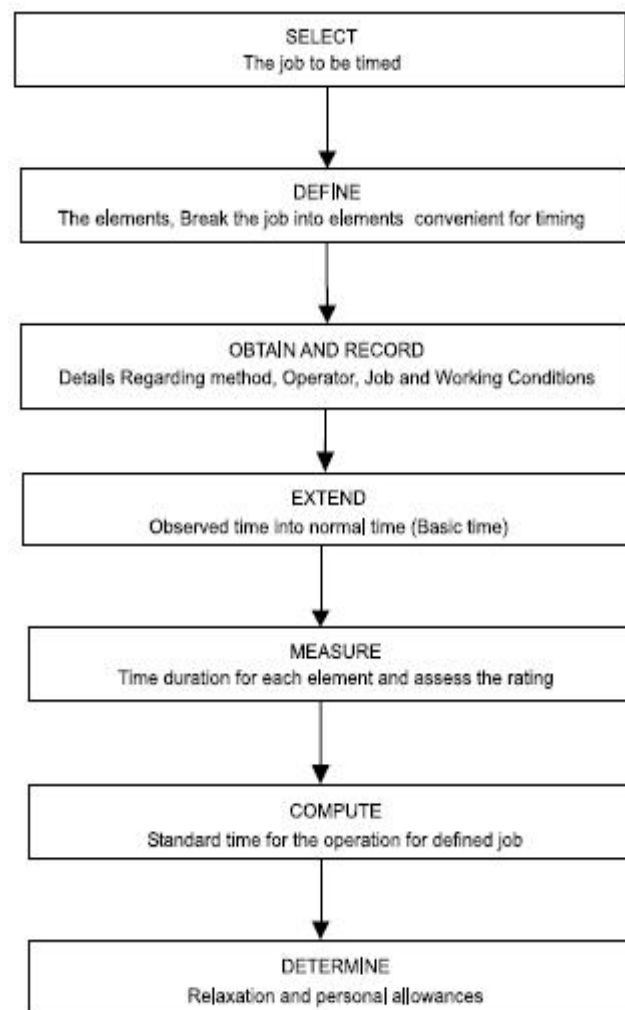 SELECT
The job to be timed
DEFINE
The elements, Break the job into elements convenient for timing
OBTAIN AND RECORD
Details Regarding method, Operator, Job and Working Conditions
EXTEND
Observed time into normal time (Basic time)
MEASURE
Time duration for each element and assess the rating
COMPUTE
Standard time for the operation for defined job
DETERMINE
Relaxation and personal allowances